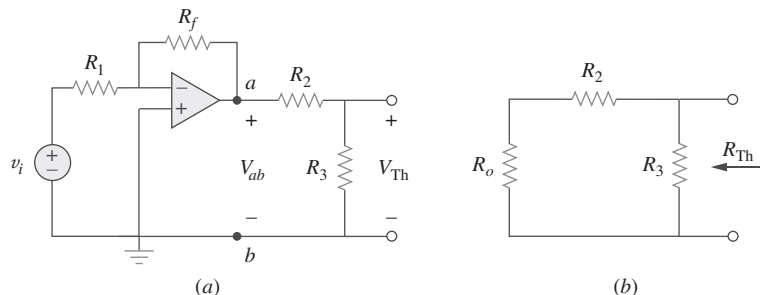 R_f
R_1
a
R_2
−
+
+
+
v_i
+
−
V_ab
R_3
V_Th
−
−
b
(a)
R_2
R_o
R_3
R_Th
(b)